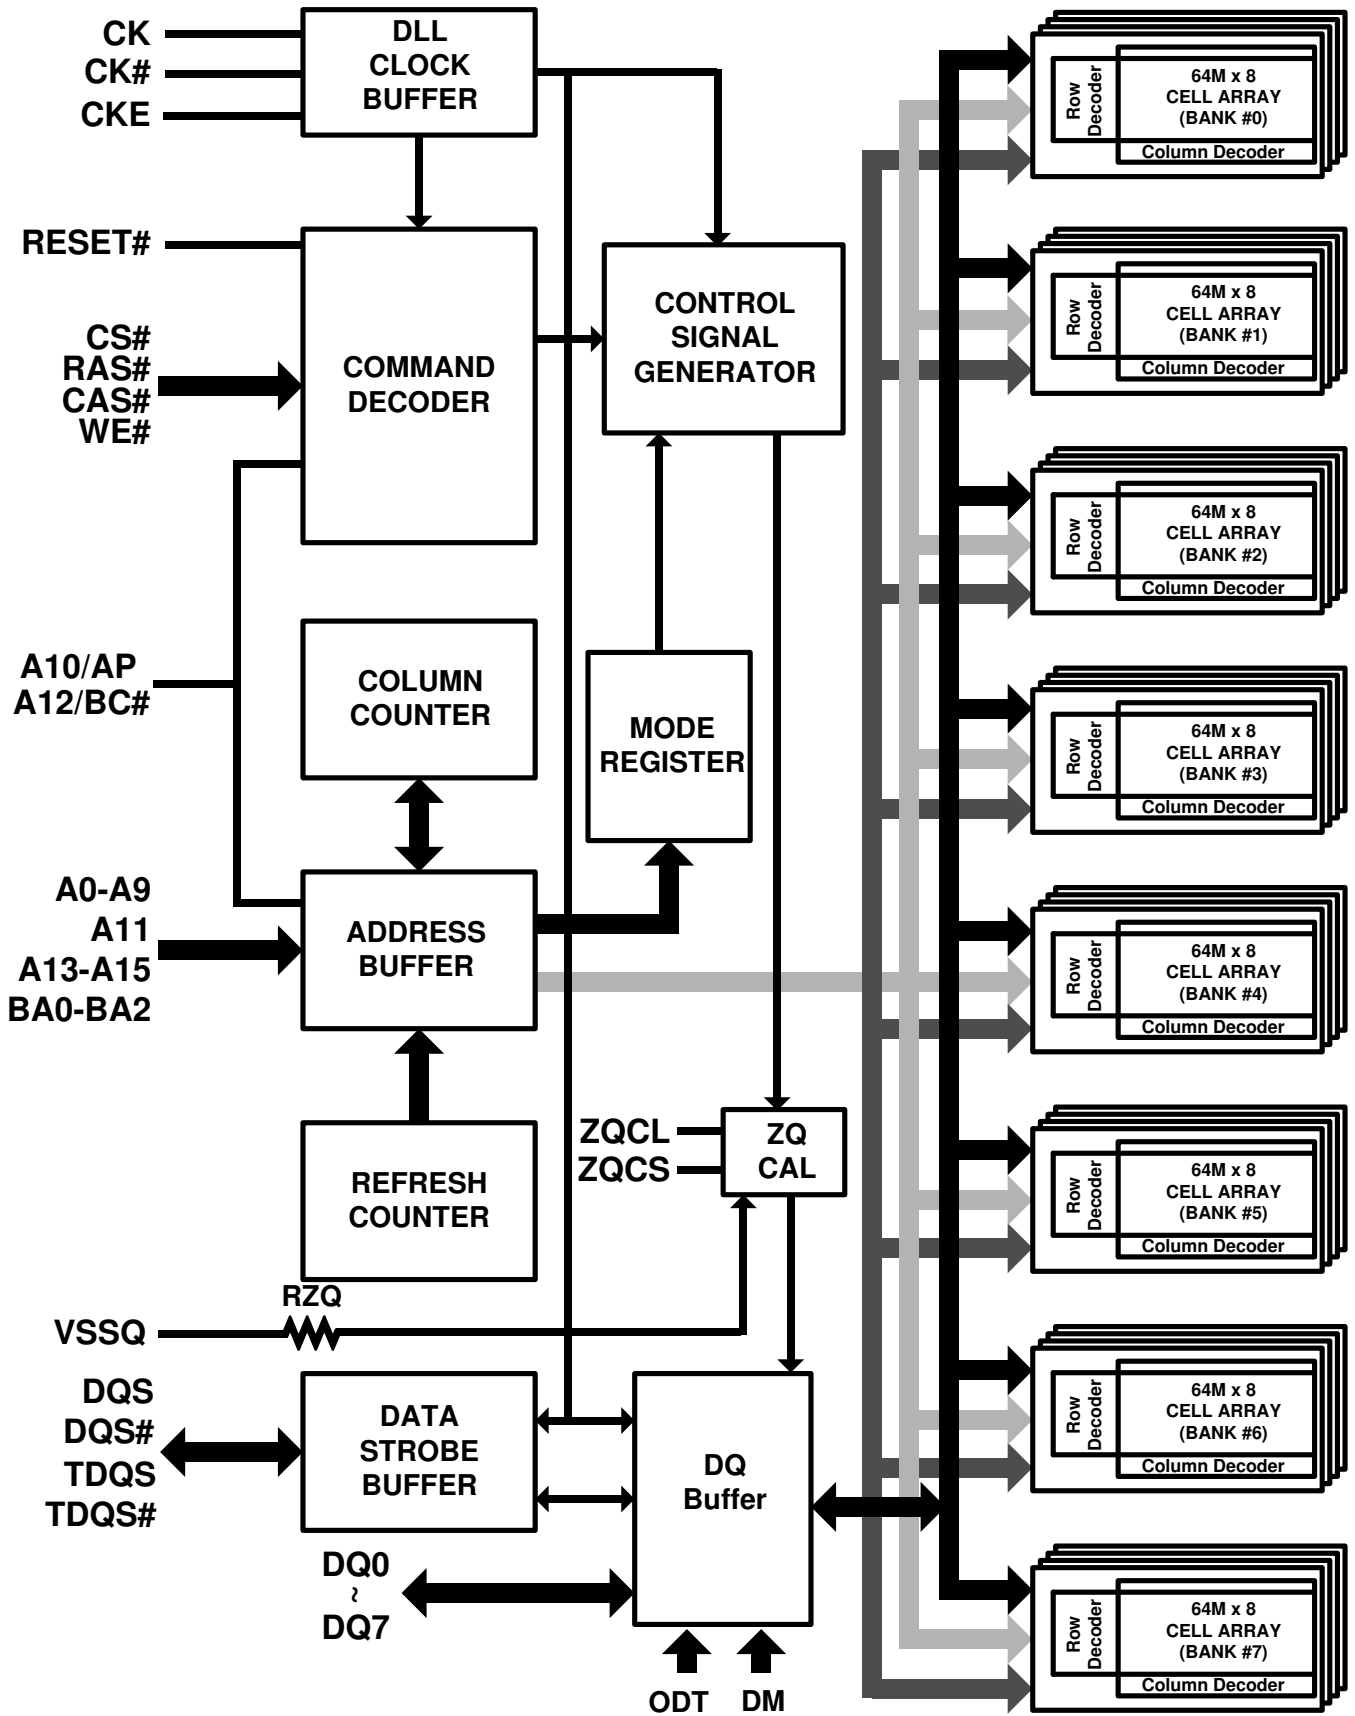 CK
CK#
CKE
DLL
CLOCK
BUFFER
RESET#
CS#
RAS#
CAS#
WE#
COMMAND
DECODER
CONTROL
SIGNAL
GENERATOR
A10/AP
A12/BC#
COLUMN
COUNTER
MODE
REGISTER
A0-A9
A11
A13-A15
BA0-BA2
ADDRESS
BUFFER
REFRESH
COUNTER
ZQCL
ZQCS
ZQ
CAL
VSSQ
RZQ
DQS
DQS#
TDQS
TDQS#
DATA
STROBE
BUFFER
DQ
Buffer
DQ0
~
DQ7
ODT
DM
Row
Decoder
64M x 8
CELL ARRAY
(BANK #0)
Column Decoder
Row
Decoder
64M x 8
CELL ARRAY
(BANK #1)
Column Decoder
Row
Decoder
64M x 8
CELL ARRAY
(BANK #2)
Column Decoder
Row
Decoder
64M x 8
CELL ARRAY
(BANK #3)
Column Decoder
Row
Decoder
64M x 8
CELL ARRAY
(BANK #4)
Column Decoder
Row
Decoder
64M x 8
CELL ARRAY
(BANK #5)
Column Decoder
Row
Decoder
64M x 8
CELL ARRAY
(BANK #6)
Column Decoder
Row
Decoder
64M x 8
CELL ARRAY
(BANK #7)
Column Decoder